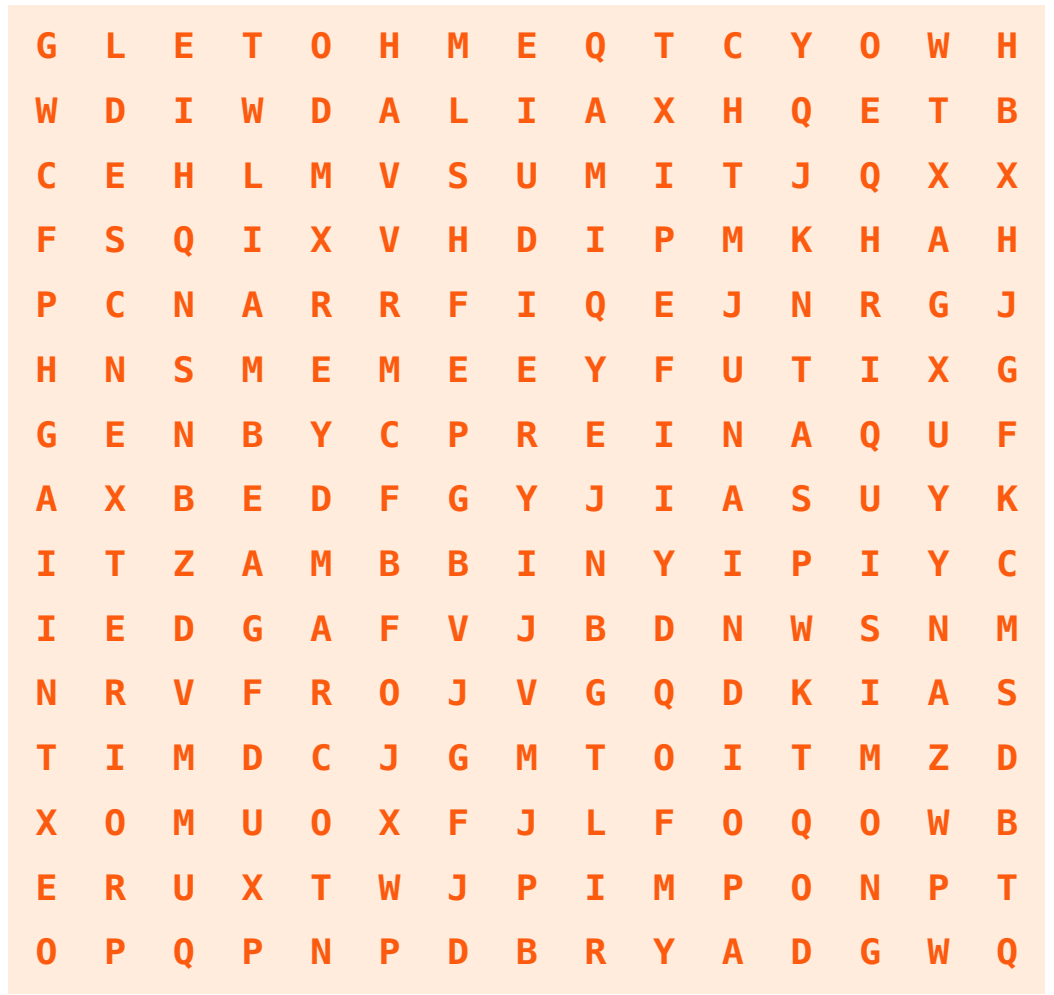 G L E T O H M E Q T C Y O W H
W D I W D A L I A X H Q E T B
C E H L M V S U M I T J Q X X
F S Q I X V H D I P M K H A H
P C N A R R F I Q E J N R G J
H N S M E M E E Y F U T I X G
G E N B Y C P R E I N A Q U F
A X B E D F G Y J I A S U Y K
I T Z A M B B I N Y I P I Y C
I E D G A F V J B D N W S N M
N R V F R O J V G Q D K I A S
T I M D C J G M T O I T M Z D
X O M U O X F J L F O Q O W B
E R U X T W J P I M P O N P T
O P Q P N P D B R Y A D G W Q